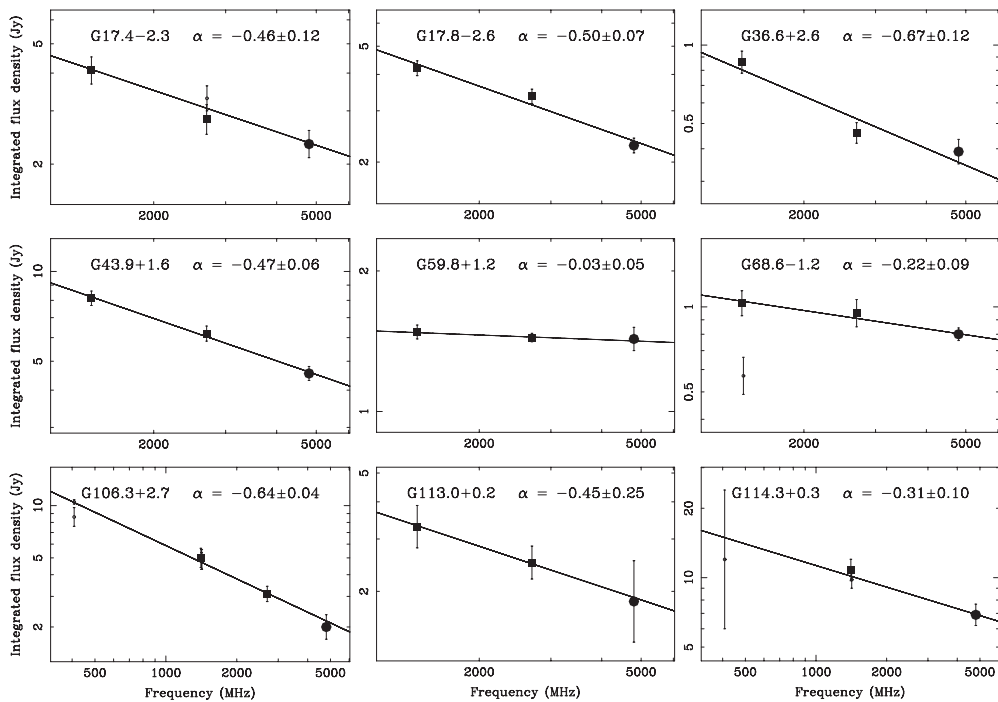 Integrated flux density (Jy)
G17.4−2.3 α = −0.46±0.12
5
2
2000
5000
G17.8−2.6 α = −0.50±0.07
5
2
2000
5000
G36.6+2.6 α = −0.67±0.12
1
0.5
2000
5000
Integrated flux density (Jy)
G43.9+1.6 α = −0.47±0.06
10
5
2000
5000
G59.8+1.2 α = −0.03±0.05
2
1
2000
5000
G68.6−1.2 α = −0.22±0.09
1
0.5
2000
5000
Integrated flux density (Jy)
G106.3+2.7 α = −0.64±0.04
10
5
2
500
1000
2000
5000
Frequency (MHz)
G113.0+0.2 α = −0.45±0.25
5
2
2000
5000
Frequency (MHz)
G114.3+0.3 α = −0.31±0.10
20
10
5
500
1000
2000
5000
Frequency (MHz)